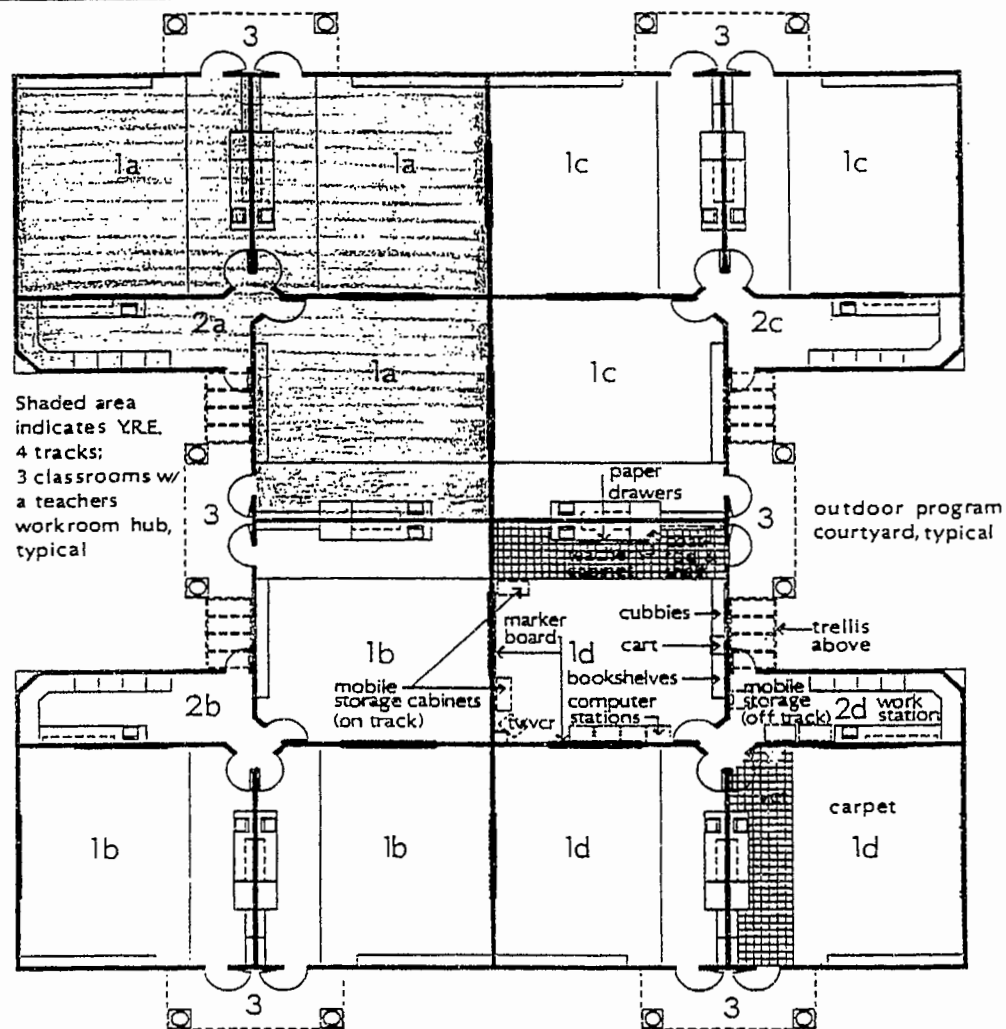 3
3
1a
1a
1c
1c
2a
2c
1a
1c
Shaded area
indicates Y.R.E.
4 tracks;
3 classrooms w/
a teachers
workroom hub,
typical
3
paper
drawers
3
outdoor program
courtyard, typical
cabinet
1b
marker
board
1d
cubbies
cart
bookshelves
trellis
above
mobile
storage cabinets
(on track)
computer
stations
tv/vcr
mobile
storage
(off track)
2b
2d
work
station
1b
1b
1d
carpet
1d
3
3